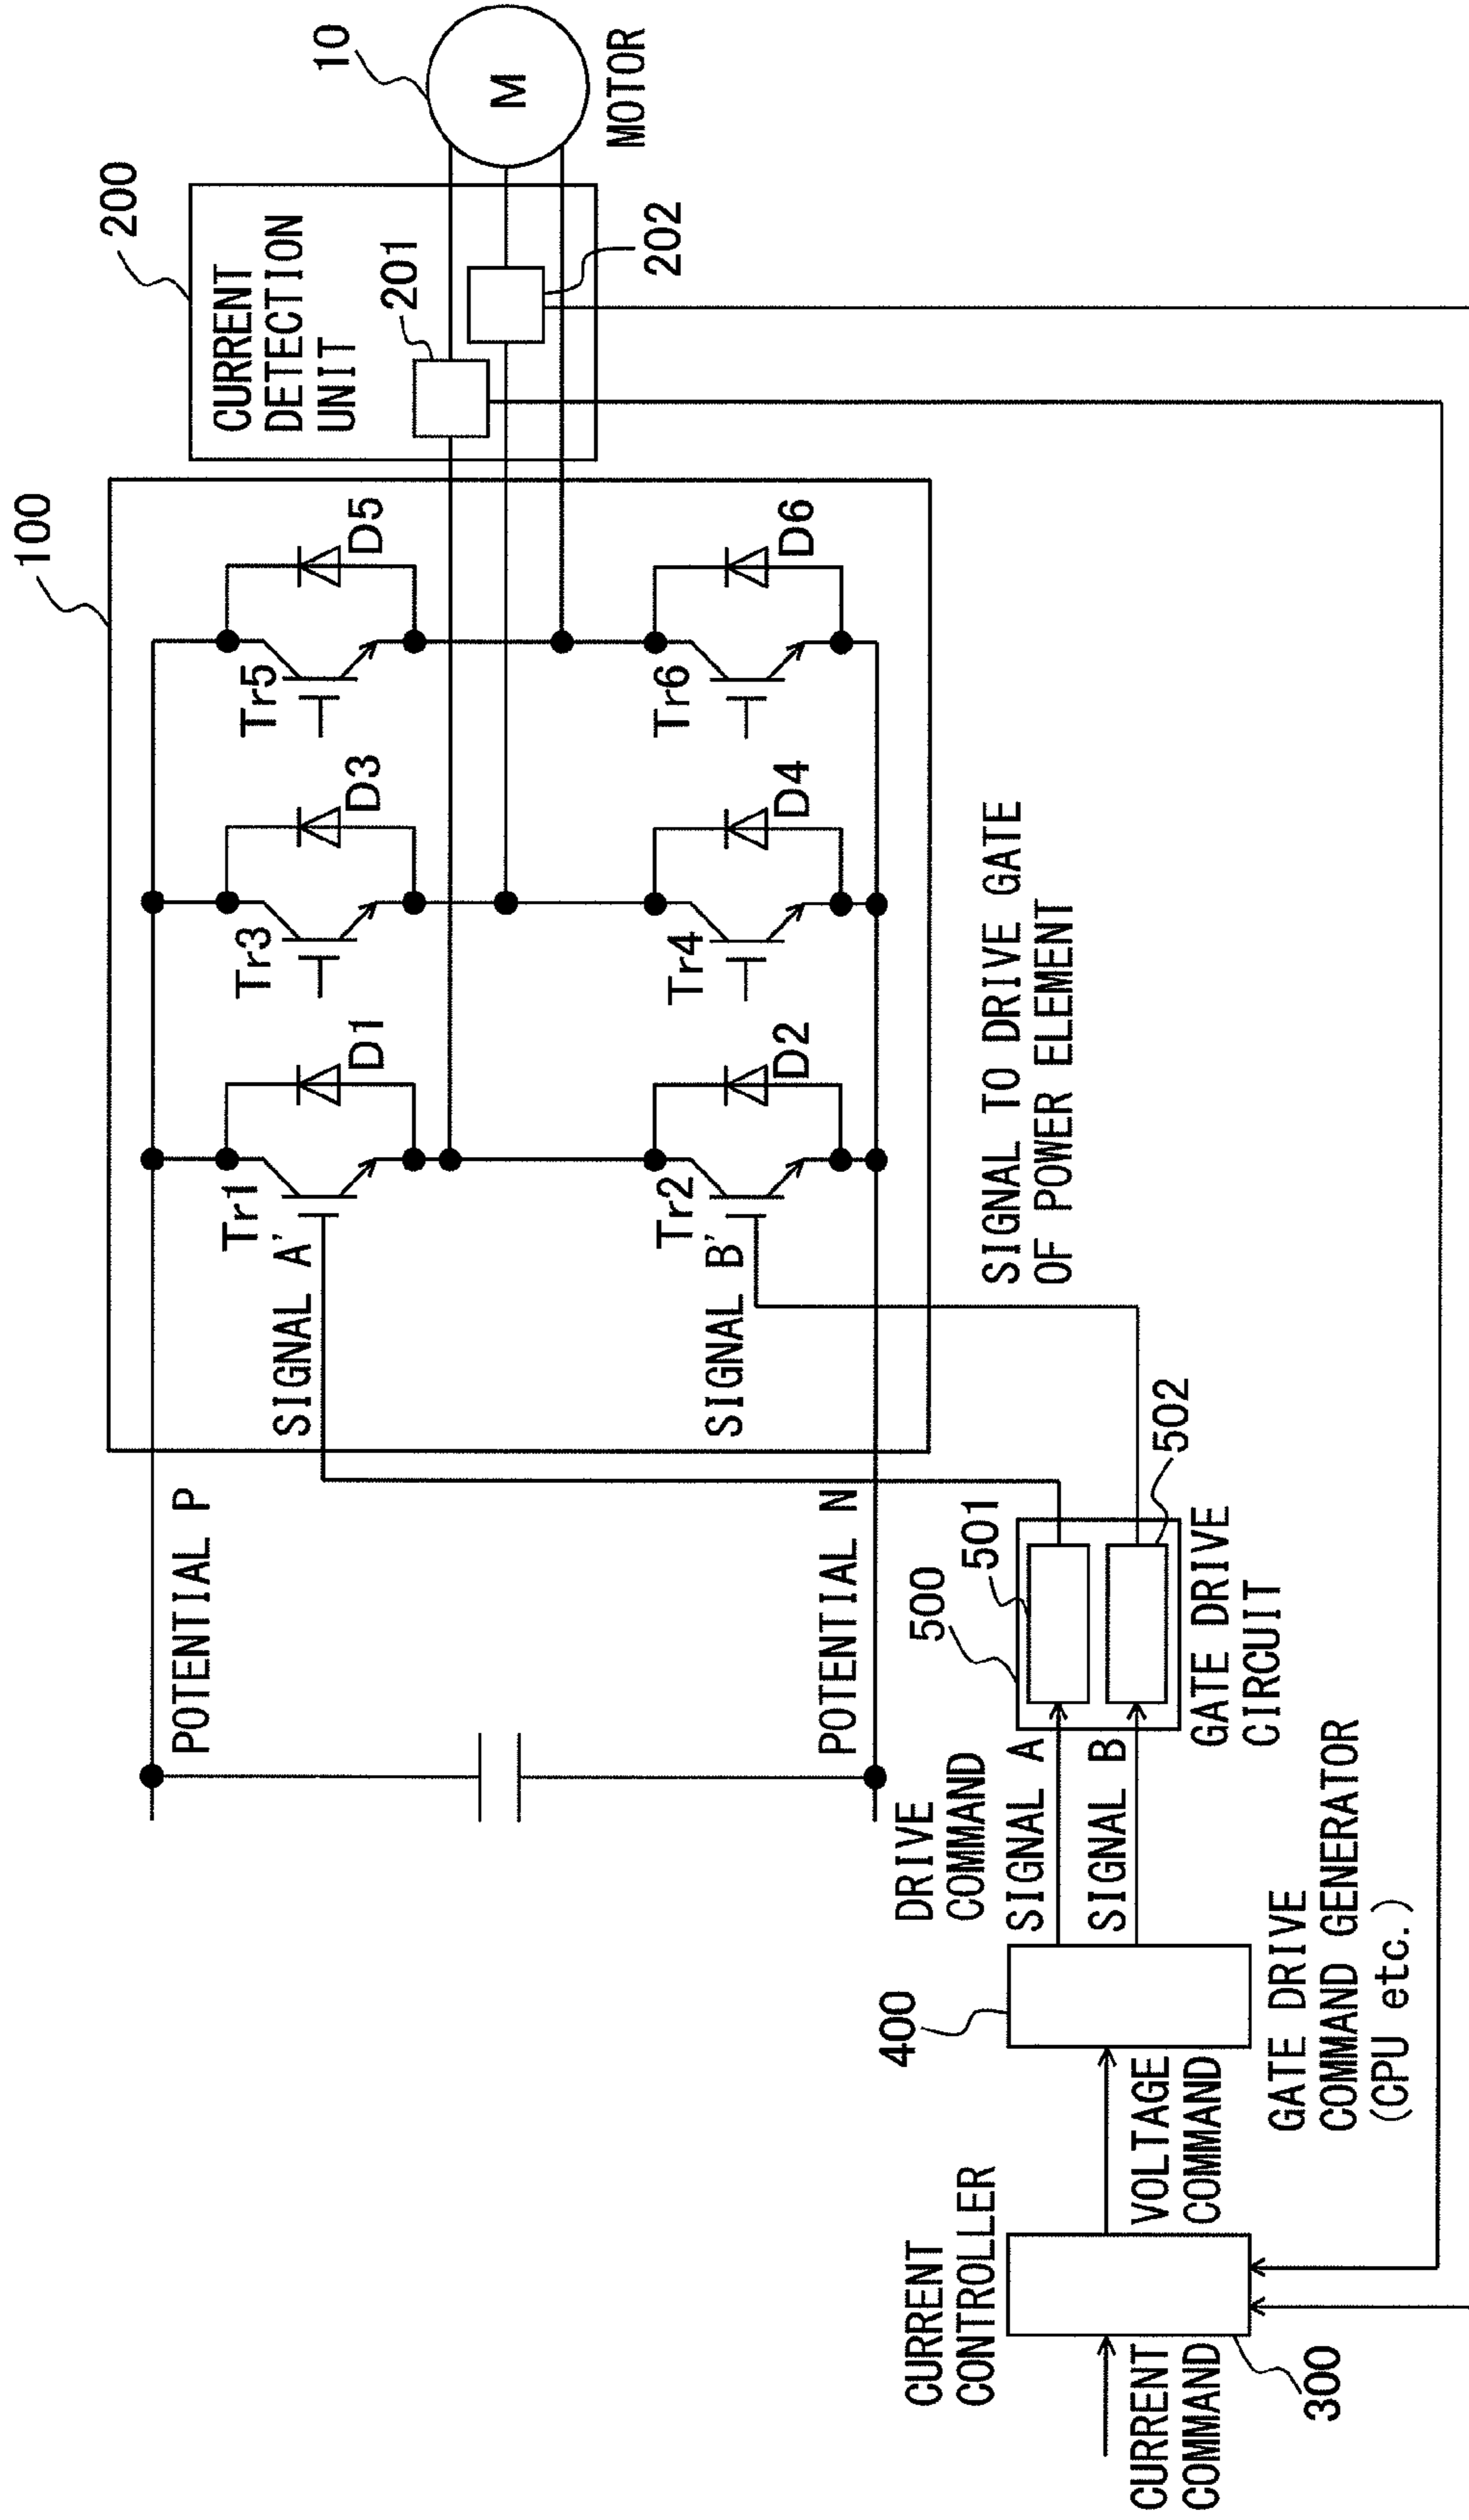 100
200
10
CURRENT
DETECTION
UNIT
201
202
M
MOTOR
POTENTIAL P
Tr1
D1
Tr3
D3
Tr5
D5
SIGNAL A'
Tr2
D2
Tr4
D4
Tr6
D6
SIGNAL B'
POTENTIAL N
SIGNAL TO DRIVE GATE
OF POWER ELEMENT
CURRENT
CONTROLLER
400
DRIVE
COMMAND
SIGNAL A
SIGNAL B
500
501
502
GATE DRIVE
CIRCUIT
CURRENT
COMMAND
VOLTAGE
COMMAND
300
GATE DRIVE
COMMAND GENERATOR
(CPU etc.)